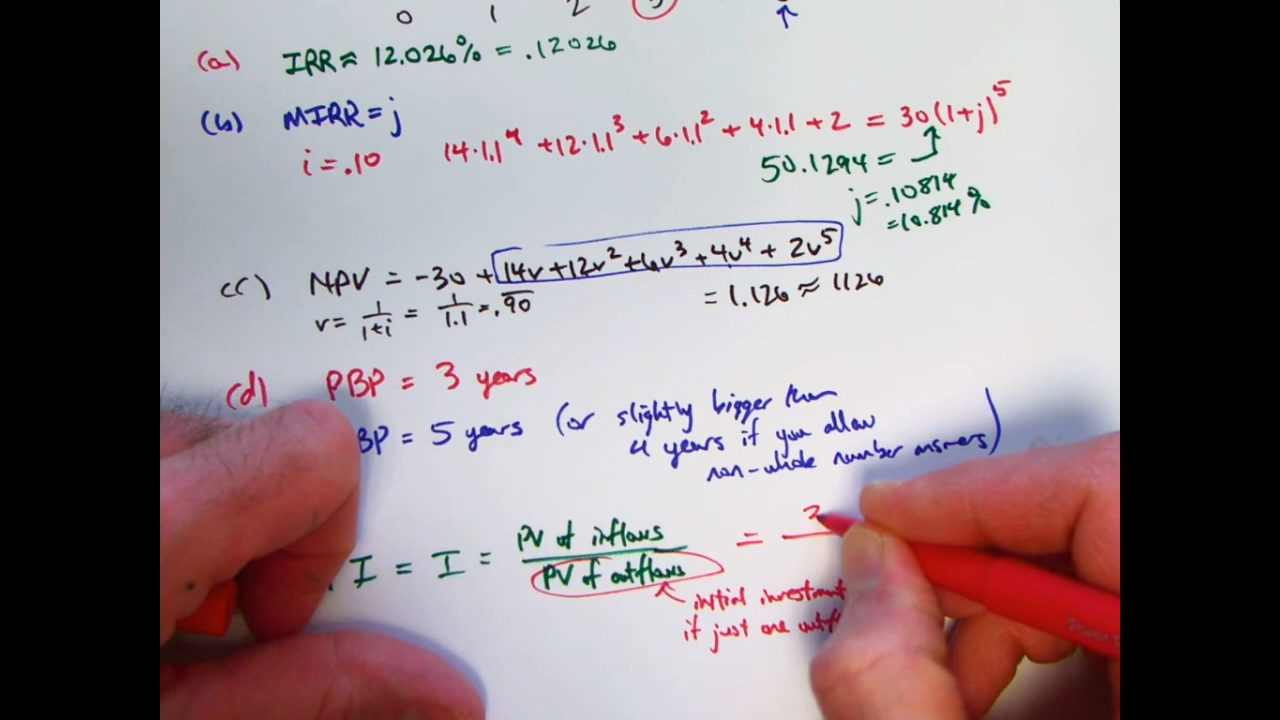 0 1 2 3
(a) IRR ≈ 12.026% = .12026
(b) MIRR = j
i = .10 14·1.1^4 + 12·1.1^3 + 6·1.1^2 + 4·1.1 + 2 = 30(1+j)^5
50.1294 =
j = .10814
= 10.814%
(c) NPV = -30 + 14v + 12v^2 + 6v^3 + 4v^4 + 2v^5
v = 1/(1+i) = 1/1.1 = .\overline{90} = 1.126 ≈ 1126
(d) PBP = 3 years
BP = 5 years (or slightly bigger than
4 years if you allow
non-whole number answers)
I = I = PV of inflows / PV of outflows =
initial investment
if just one